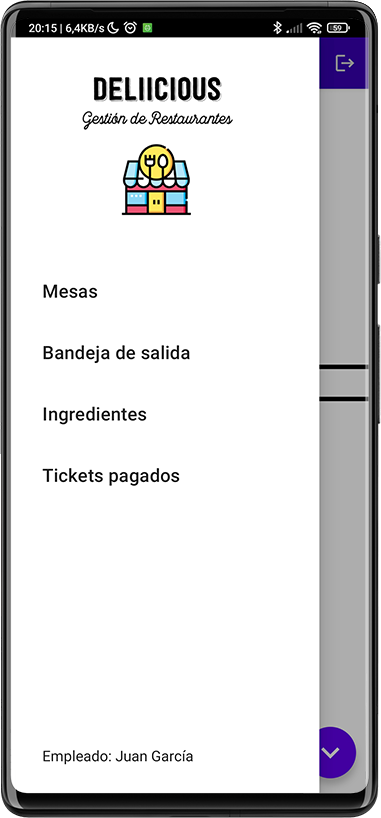 20:15 | 6,4KB/s
59
DELIICIOUS
Gestión de Restaurantes
Mesas
Bandeja de salida
Ingredientes
Tickets pagados
Empleado: Juan García